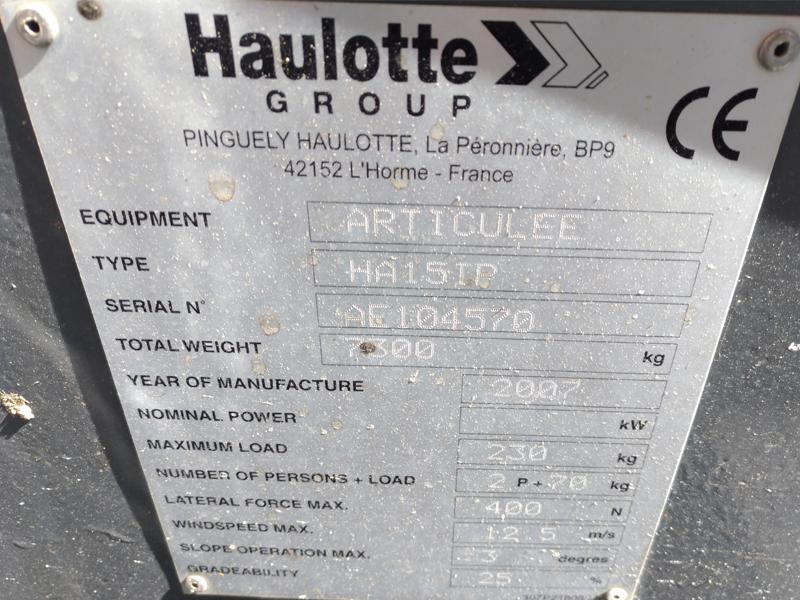 Haulotte
GROUP
PINGUELY HAULOTTE, La Péronnière, BP9
42152 L'Horme - France
CE
EQUIPMENT ARTICULEE
TYPE HA15IP
SERIAL N° AE104570
TOTAL WEIGHT 7300 kg
YEAR OF MANUFACTURE 2007
NOMINAL POWER kW
MAXIMUM LOAD 230 kg
NUMBER OF PERSONS + LOAD 2 P + 70 kg
LATERAL FORCE MAX. 400 N
WINDSPEED MAX. 12.5 m/s
SLOPE OPERATION MAX. 3 degres
GRADEABILITY 25 %